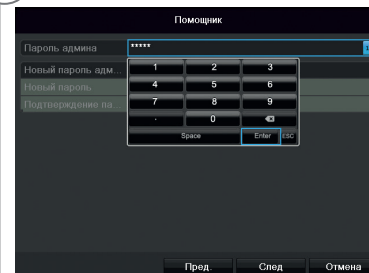 Помощник
Пароль админа *****
Новый пароль адм...
Новый пароль
Подтверждение па...
1 2 3
4 5 6
7 8 9
. 0
Space Enter ESC
Пред. След Отмена